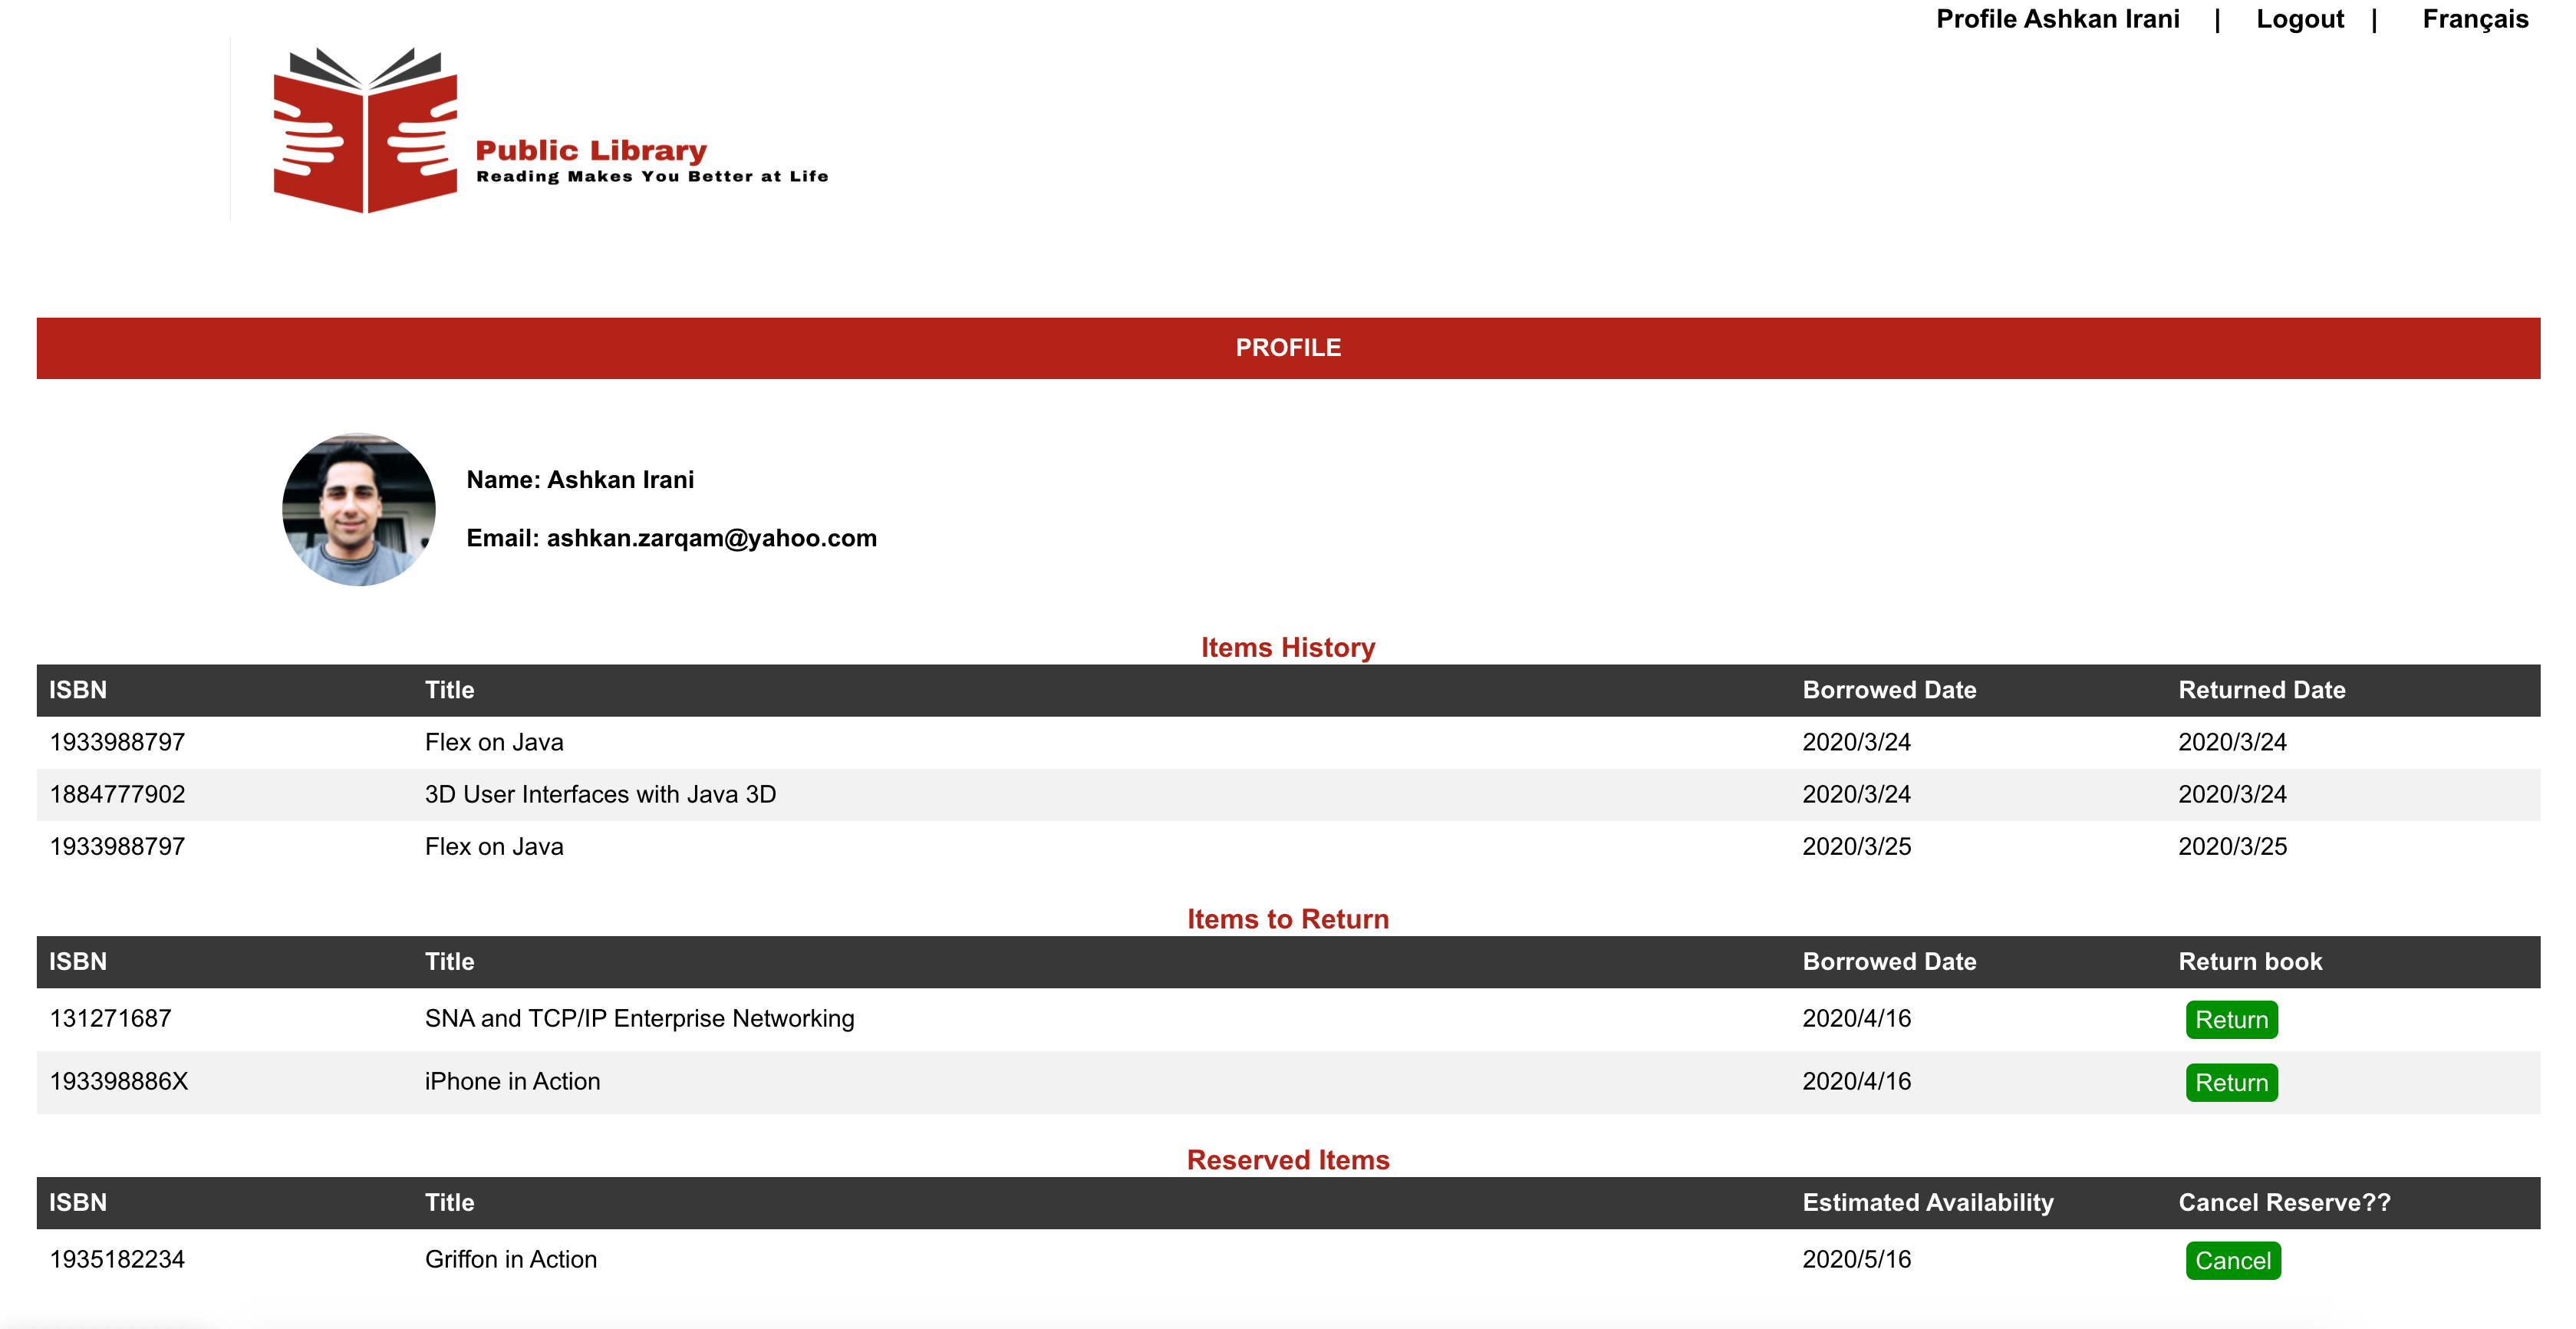 Profile Ashkan Irani | Logout | Français
Public Library
Reading Makes You Better at Life
PROFILE
Name: Ashkan Irani
Email: ashkan.zarqam@yahoo.com
Items History
ISBN Title Borrowed Date Returned Date
1933988797 Flex on Java 2020/3/24 2020/3/24
1884777902 3D User Interfaces with Java 3D 2020/3/24 2020/3/24
1933988797 Flex on Java 2020/3/25 2020/3/25
Items to Return
ISBN Title Borrowed Date Return book
131271687 SNA and TCP/IP Enterprise Networking 2020/4/16 Return
193398886X iPhone in Action 2020/4/16 Return
Reserved Items
ISBN Title Estimated Availability Cancel Reserve??
1935182234 Griffon in Action 2020/5/16 Cancel